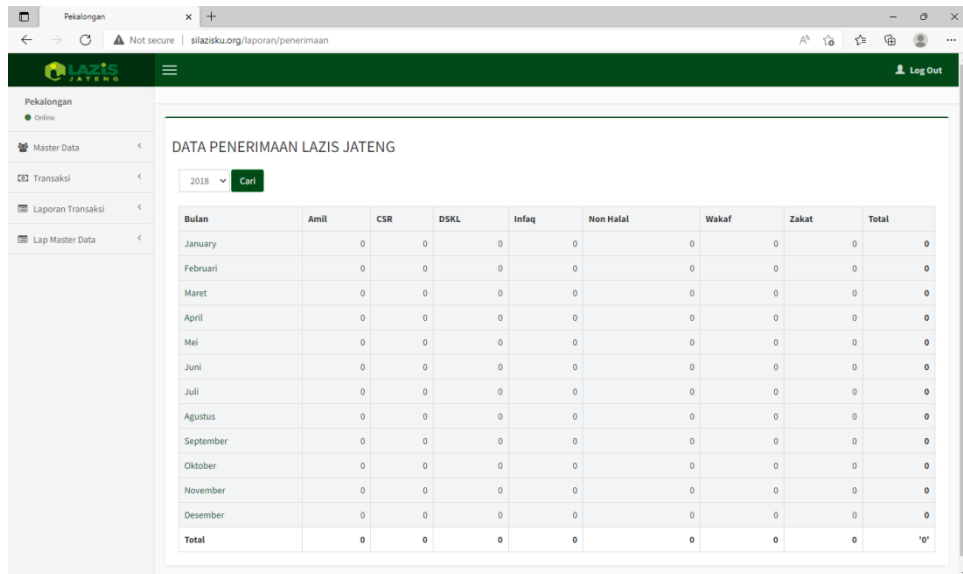 Pekalongan
Not secure | silazisku.org/laporan/penerimaan
LAZiS
JATENG
Log Out
Pekalongan
Online
Master Data
Transaksi
Laporan Transaksi
Lap Master Data
DATA PENERIMAAN LAZIS JATENG
2018 Cari
Bulan Amil CSR DSKL Infaq Non Halal Wakaf Zakat Total
January 0 0 0 0 0 0 0 0
Februari 0 0 0 0 0 0 0 0
Maret 0 0 0 0 0 0 0 0
April 0 0 0 0 0 0 0 0
Mei 0 0 0 0 0 0 0 0
Juni 0 0 0 0 0 0 0 0
Juli 0 0 0 0 0 0 0 0
Agustus 0 0 0 0 0 0 0 0
September 0 0 0 0 0 0 0 0
Oktober 0 0 0 0 0 0 0 0
November 0 0 0 0 0 0 0 0
Desember 0 0 0 0 0 0 0 0
Total 0 0 0 0 0 0 0 '0'